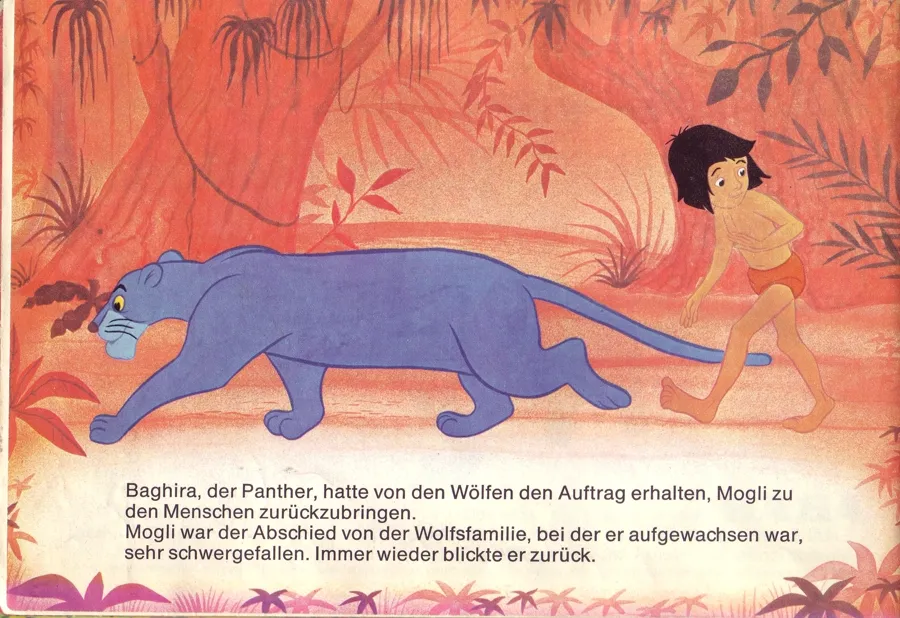 Baghira, der Panther, hatte von den Wölfen den Auftrag erhalten, Mogli zu
den Menschen zurückzubringen.
Mogli war der Abschied von der Wolfsfamilie, bei der er aufgewachsen war,
sehr schwergefallen. Immer wieder blickte er zurück.